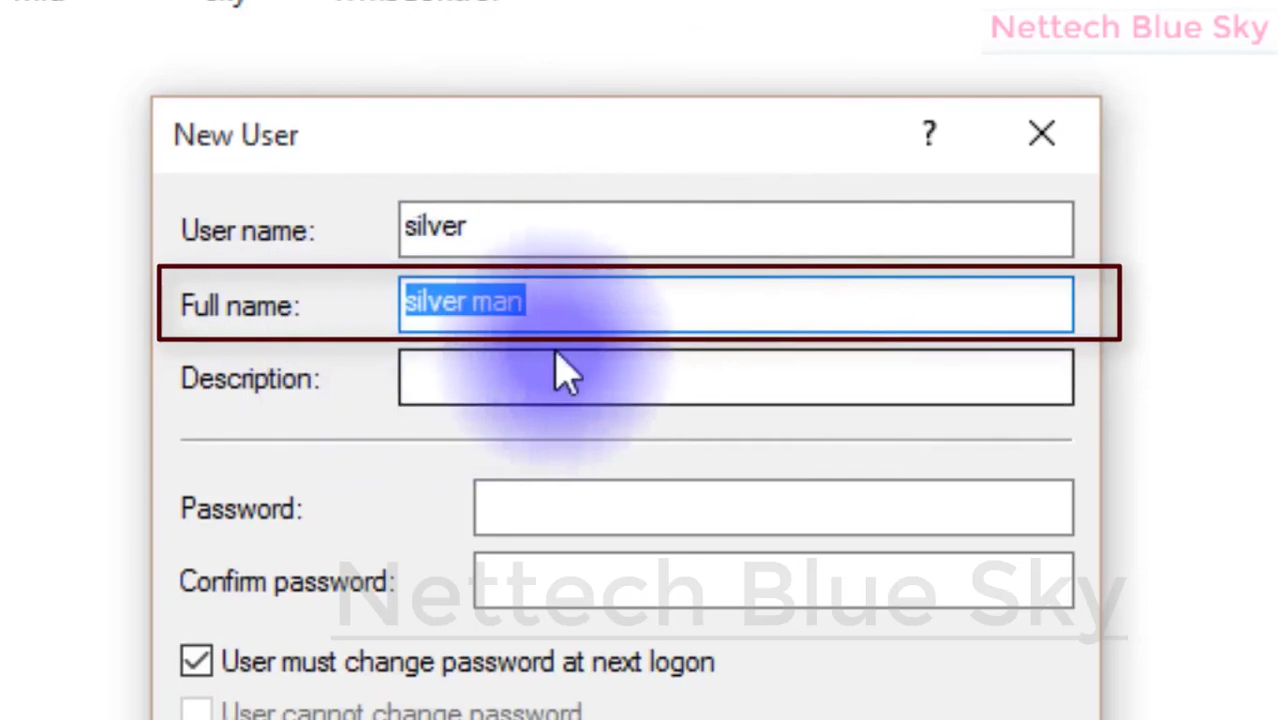 Nettech Blue Sky
New User
User name: silver
Full name: silver man
Description:
Password:
Confirm password:
Nettech Blue Sky
User must change password at next logon
User cannot change password